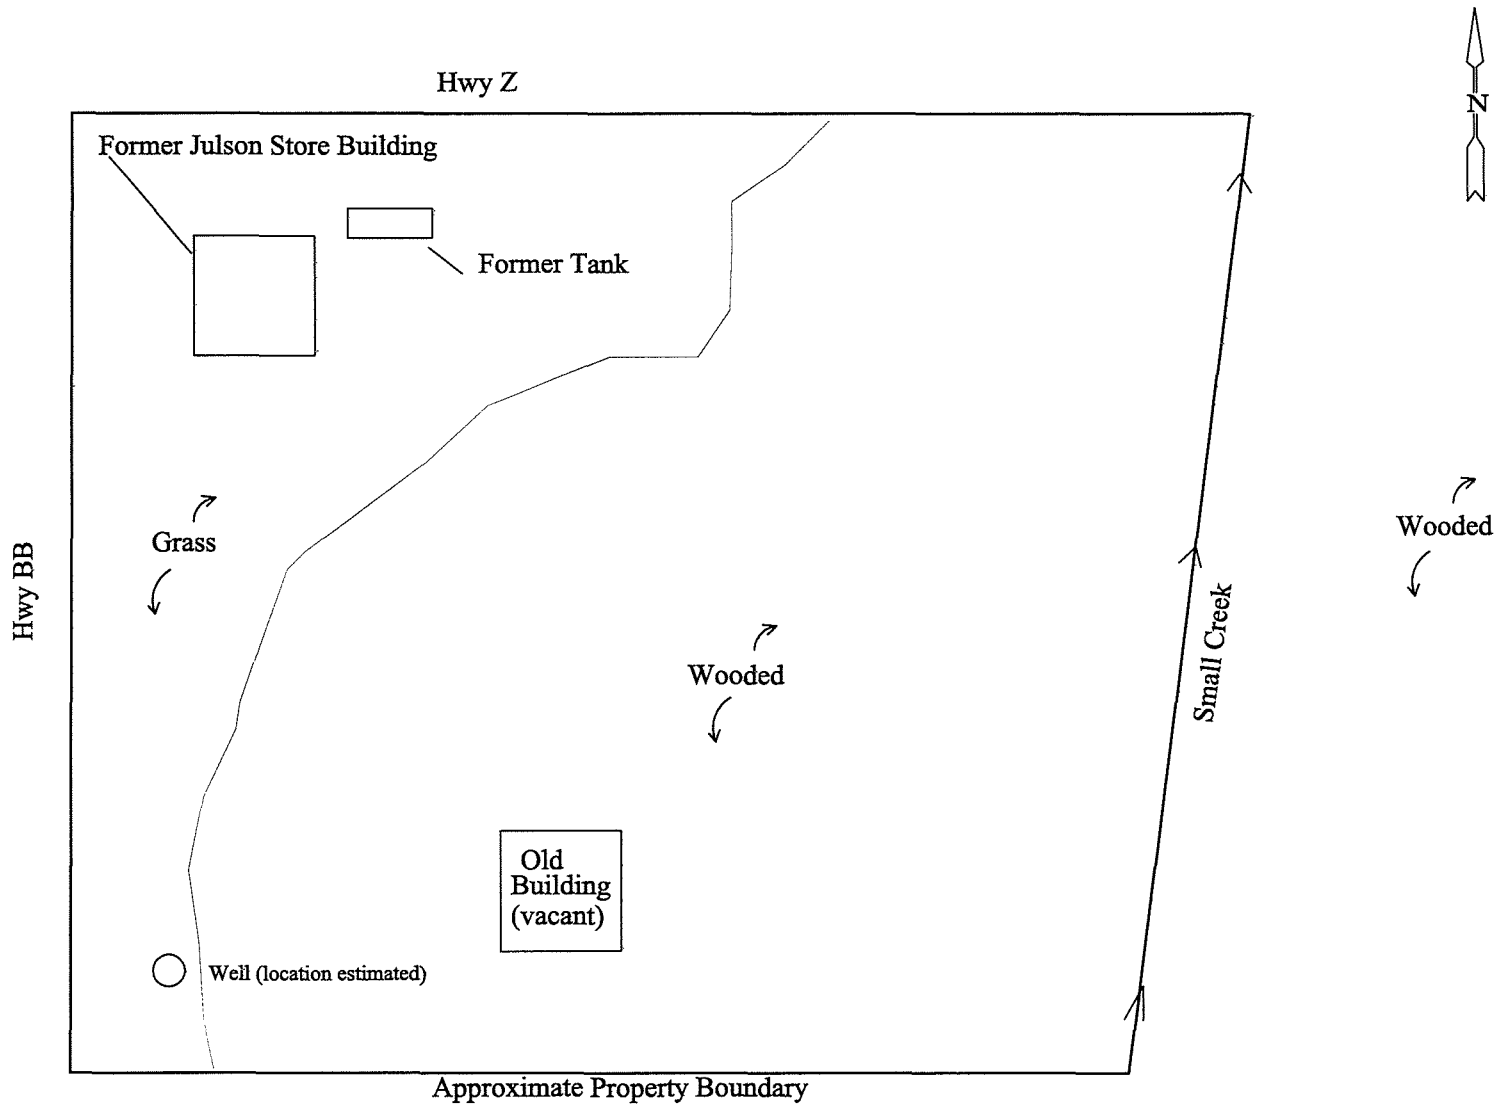 Hwy Z
N
Former Julson Store Building
Former Tank
Grass
Wooded
Hwy BB
Small Creek
Wooded
Old
Building
(vacant)
Well (location estimated)
Approximate Property Boundary